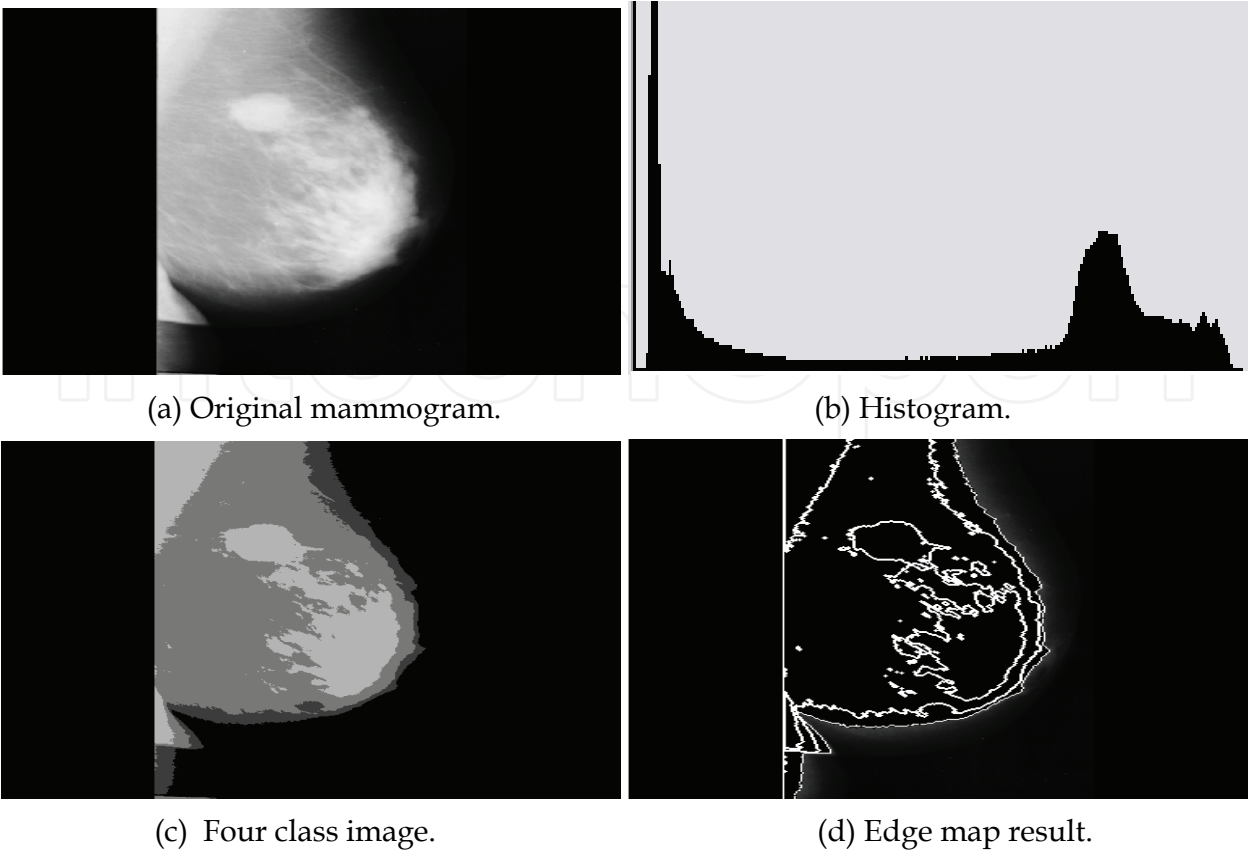 (a) Original mammogram.
(b) Histogram.
(c) Four class image.
(d) Edge map result.